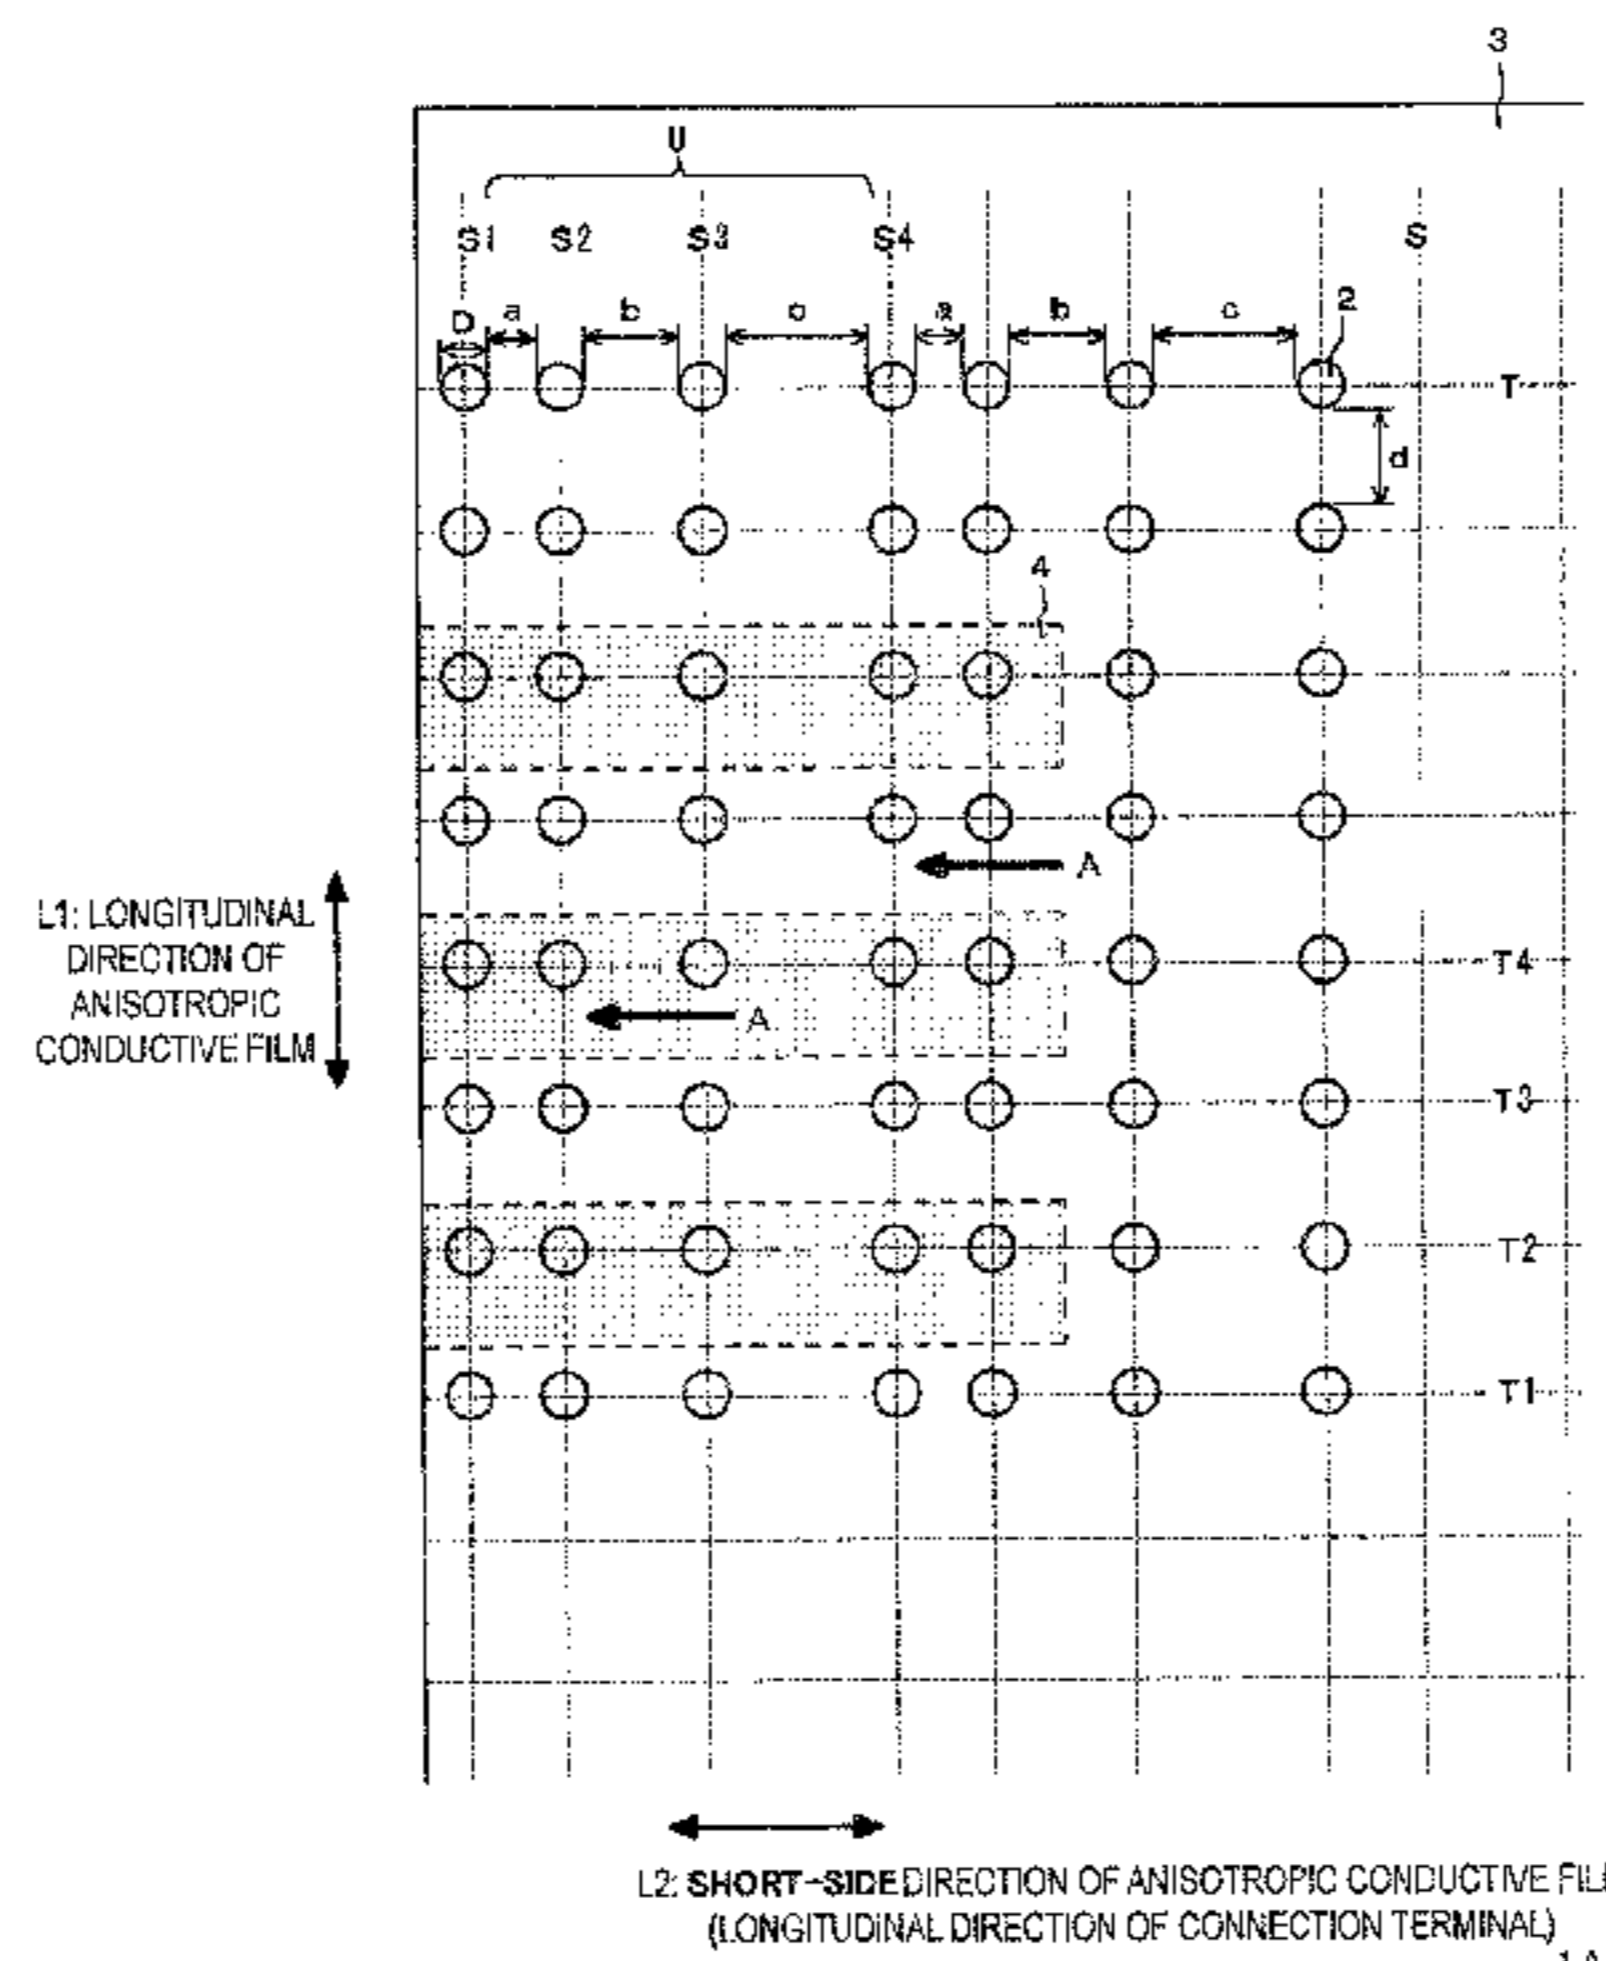 3
U
S1 S2 S3 S4 S
D a b c a b c 2
T
d
4
A
L1: LONGITUDINAL
DIRECTION OF
ANISOTROPIC
CONDUCTIVE FILM
T4
A
T3
T2
T1
L2: SHORT-SIDE DIRECTION OF ANISOTROPIC CONDUCTIVE FIL
(LONGITUDINAL DIRECTION OF CONNECTION TERMINAL)